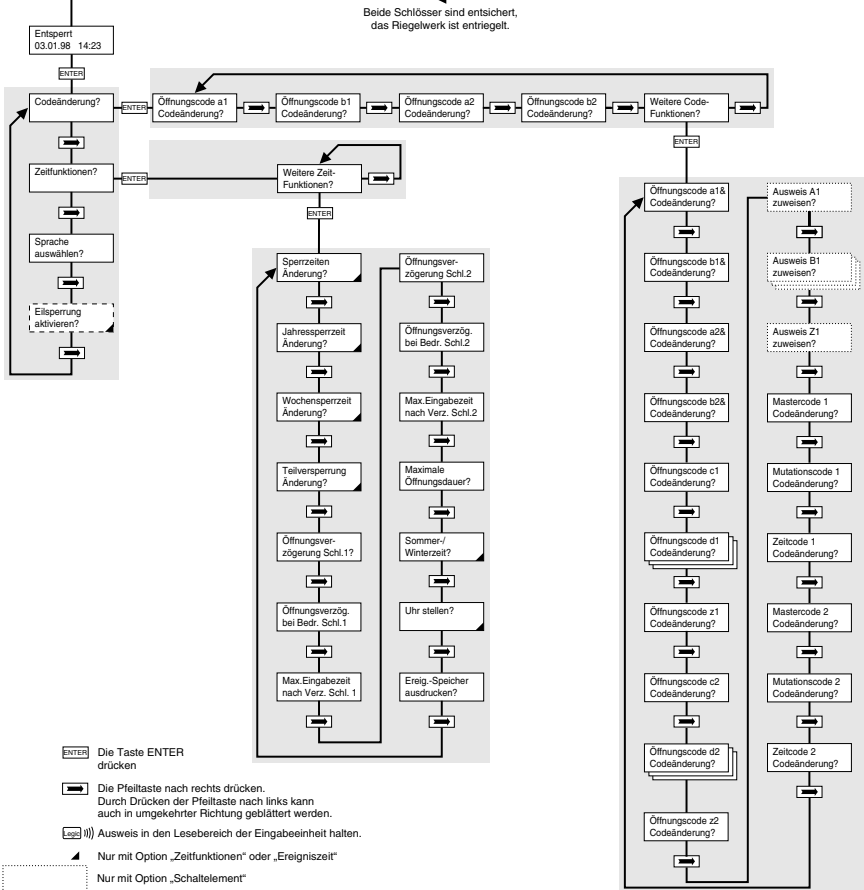 Beide Schlösser sind entsichert,
das Riegelwerk ist entriegelt.
Entsperrt
03.01.98 14:23
ENTER
Codeänderung?
ENTER
Öffnungscode a1
Codeänderung?
Öffnungscode b1
Codeänderung?
Öffnungscode a2
Codeänderung?
Öffnungscode b2
Codeänderung?
Weitere Code-
Funktionen?
ENTER
Zeitfunktionen?
ENTER
Weitere Zeit-
Funktionen?
ENTER
Sprache
auswählen?
Eilsperrung
aktivieren?
Sperrzeiten
Änderung?
Jahressperrzeit
Änderung?
Wochensperrzeit
Änderung?
Teilversperrung
Änderung?
Öffnungsver-
zögerung Schl.1?
Öffnungsverzög.
bei Bedr. Schl.1
Max.Eingabezeit
nach Verz. Schl. 1
Öffnungsver-
zögerung Schl.2
Öffnungsverzög.
bei Bedr. Schl.2
Max.Eingabezeit
nach Verz. Schl.2
Maximale
Öffnungsdauer?
Sommer-/
Winterzeit?
Uhr stellen?
Ereig.-Speicher
ausdrucken?
Öffnungscode a1&
Codeänderung?
Öffnungscode b1&
Codeänderung?
Öffnungscode a2&
Codeänderung?
Öffnungscode b2&
Codeänderung?
Öffnungscode c1
Codeänderung?
Öffnungscode d1
Codeänderung?
Öffnungscode z1
Codeänderung?
Öffnungscode c2
Codeänderung?
Öffnungscode d2
Codeänderung?
Öffnungscode z2
Codeänderung?
Ausweis A1
zuweisen?
Ausweis B1
zuweisen?
Ausweis Z1
zuweisen?
Mastercode 1
Codeänderung?
Mutationscode 1
Codeänderung?
Zeitcode 1
Codeänderung?
Mastercode 2
Codeänderung?
Mutationscode 2
Codeänderung?
Zeitcode 2
Codeänderung?
ENTER Die Taste ENTER
drücken
Die Pfeiltaste nach rechts drücken.
Durch Drücken der Pfeiltaste nach links kann
auch in umgekehrter Richtung geblättert werden.
Legic Ausweis in den Lesebereich der Eingabeeinheit halten.
Nur mit Option „Zeitfunktionen" oder „Ereigniszeit"
Nur mit Option „Schaltelement"